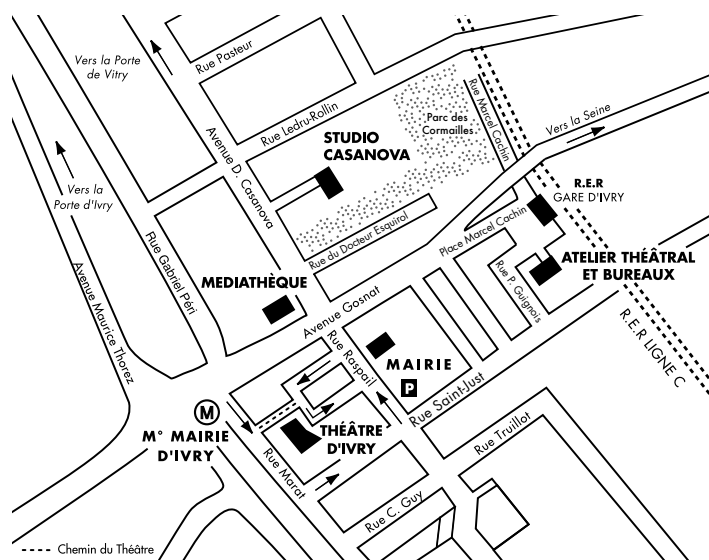 Vers la Porte
de Vitry
Rue Pasteur
Rue Ledru-Rollin
Parc des
Cormailles
Rue Marcel Cachin
Vers la Seine
STUDIO
CASANOVA
Avenue D. Casanova
R.E.R
GARE D'IVRY
Vers la
Porte d'Ivry
Rue du Docteur Esquirol
Place Marcel Cachin
ATELIER THÉÂTRAL
ET BUREAUX
Rue Gabriel Péri
MEDIATHÈQUE
Avenue Gosnat
Rue P. Guignois
Avenue Maurice Thorez
R.E.R LIGNE C
Rue Raspail
MAIRIE
P
Rue Saint-Just
M
M° MAIRIE
D'IVRY
THÉÂTRE
D'IVRY
Rue Truillot
Rue Marat
Rue C. Guy
Chemin du Théâtre